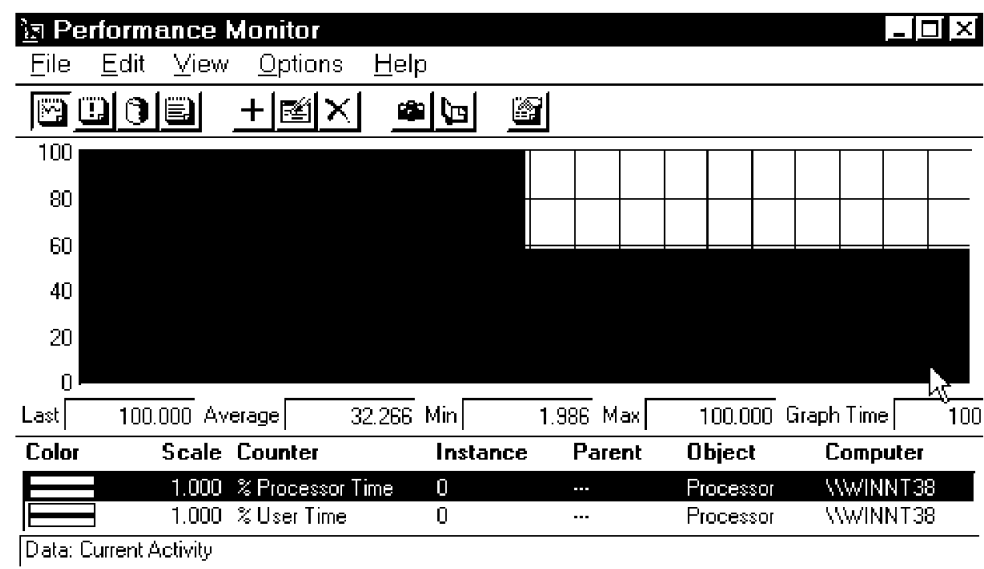 Performance Monitor
File Edit View Options Help
100
80
60
40
20
0
Last 100.000 Average 32.266 Min 1.986 Max 100.000 Graph Time 100
Color Scale Counter Instance Parent Object Computer
1.000 % Processor Time 0 --- Processor \\WINNT38
1.000 % User Time 0 --- Processor \\WINNT38
Data: Current Activity